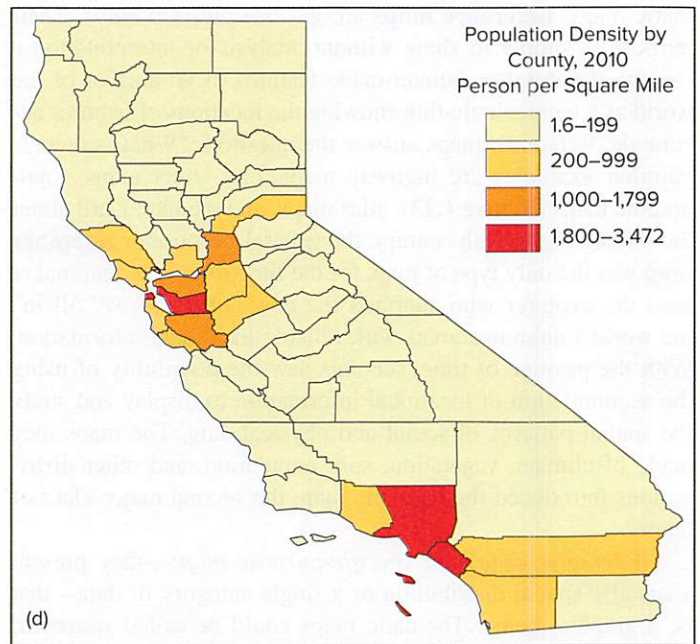 Population Density by
County, 2010
Person per Square Mile
1.6–199
200–999
1,000–1,799
1,800–3,472
(d)